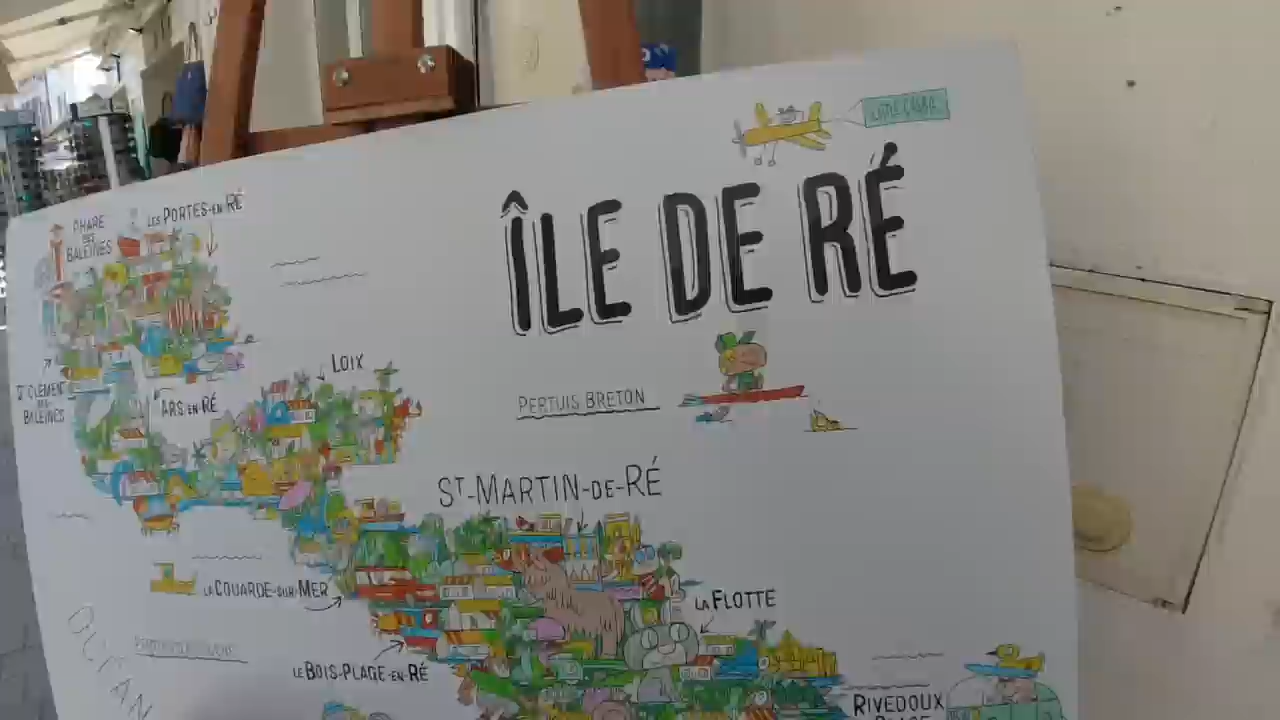 ÎLE DE RÉ
LES PORTES-EN-RÉ
PHARE
DES
BALEINES
LOIX
ST CLÉMENT
DES
BALEINES
ARS-EN-RÉ
PERTUIS BRETON
ST-MARTIN-DE-RÉ
LA COUARDE-SUR-MER
LA FLOTTE
LE BOIS-PLAGE-EN-RÉ
RIVEDOUX
PLAGE